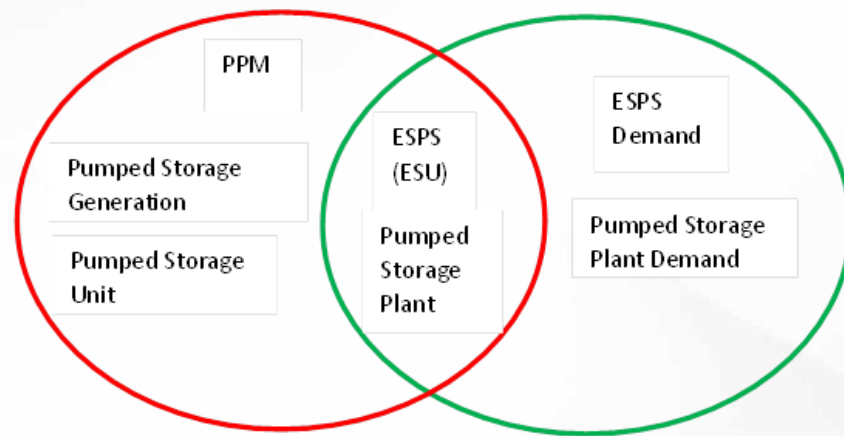 PPM
Pumped Storage
Generation
Pumped Storage
Unit
ESPS
(ESU)
Pumped
Storage
Plant
ESPS
Demand
Pumped Storage
Plant Demand